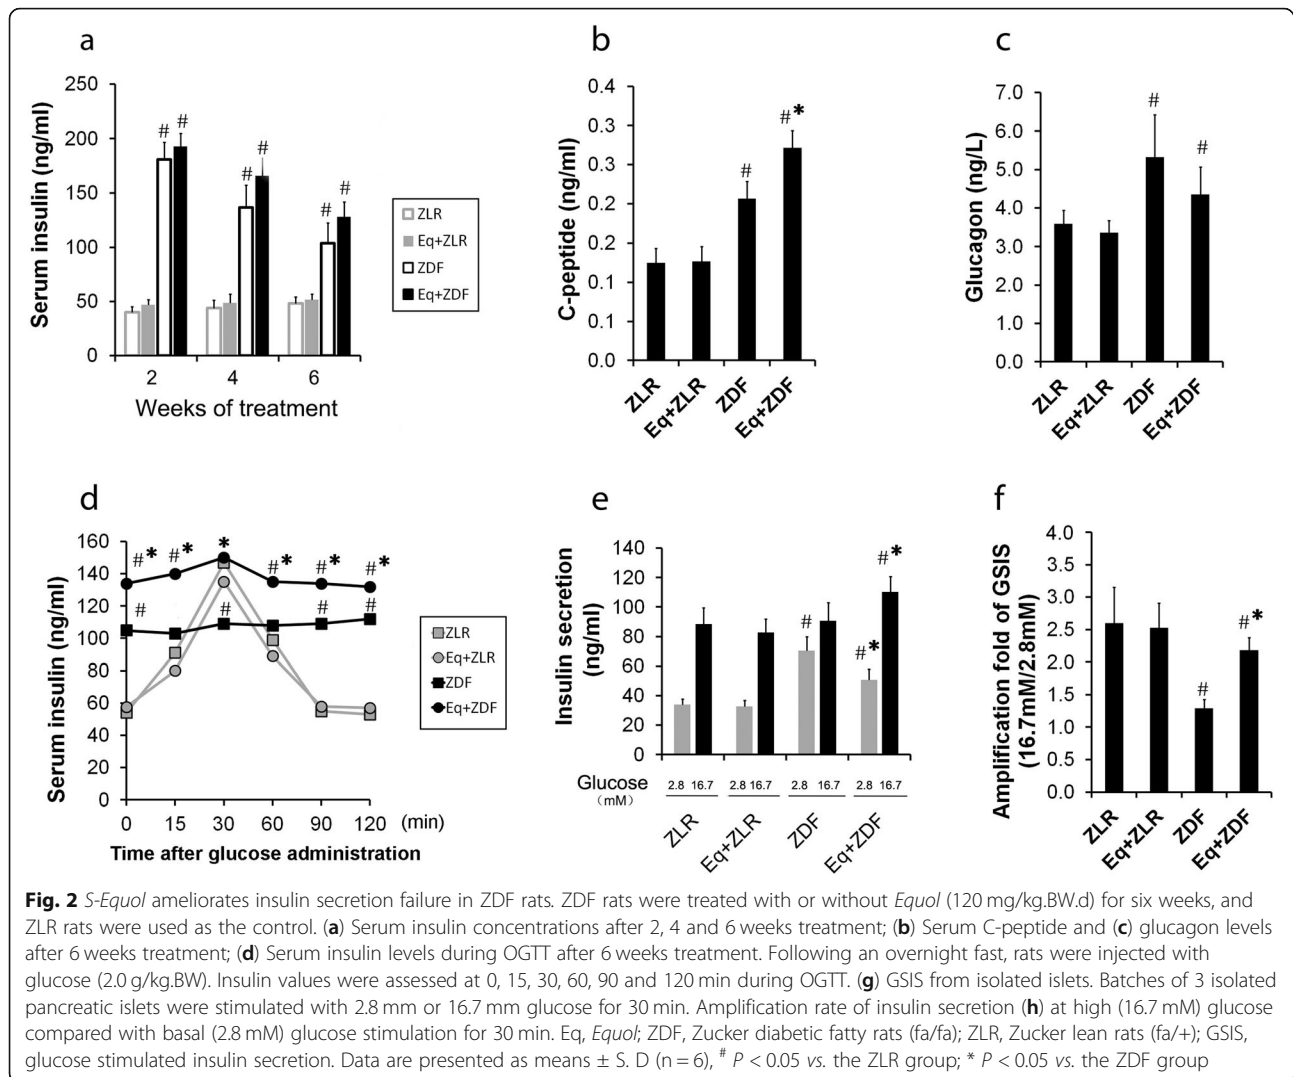 a
Serum insulin (ng/ml)
250
200
150
100
50
0
# #
# #
# #
2 4 6
Weeks of treatment
ZLR
Eq+ZLR
ZDF
Eq+ZDF
b
C-peptide (ng/ml)
0.4
0.3
0.3
0.2
0.2
0.1
0.1
0.0
#
#*
ZLR Eq+ZLR ZDF Eq+ZDF
c
Glucagon (ng/L)
7.0
6.0
5.0
4.0
3.0
2.0
1.0
0.0
#
#
ZLR Eq+ZLR ZDF Eq+ZDF
d
Serum insulin (ng/ml)
160
140
120
100
80
60
40
20
0
#* #* * #* #* #*
# # # #
0 15 30 60 90 120 (min)
Time after glucose administration
ZLR
Eq+ZLR
ZDF
Eq+ZDF
e
Insulin secretion
(ng/ml)
140
120
100
80
60
40
20
0
#
#*
#*
Glucose
(mM)
2.8 16.7 2.8 16.7 2.8 16.7 2.8 16.7
ZLR Eq+ZLR ZDF Eq+ZDF
f
Amplification fold of GSIS
(16.7mM/2.8mM)
4.0
3.5
3.0
2.5
2.0
1.5
1.0
0.5
0.0
#
#*
ZLR Eq+ZLR ZDF Eq+ZDF
Fig. 2 S-Equol ameliorates insulin secretion failure in ZDF rats. ZDF rats were treated with or without Equol (120 mg/kg.BW.d) for six weeks, and
ZLR rats were used as the control. (a) Serum insulin concentrations after 2, 4 and 6 weeks treatment; (b) Serum C-peptide and (c) glucagon levels
after 6 weeks treatment; (d) Serum insulin levels during OGTT after 6 weeks treatment. Following an overnight fast, rats were injected with
glucose (2.0 g/kg.BW). Insulin values were assessed at 0, 15, 30, 60, 90 and 120 min during OGTT. (g) GSIS from isolated islets. Batches of 3 isolated
pancreatic islets were stimulated with 2.8 mm or 16.7 mm glucose for 30 min. Amplification rate of insulin secretion (h) at high (16.7 mM) glucose
compared with basal (2.8 mM) glucose stimulation for 30 min. Eq, Equol; ZDF, Zucker diabetic fatty rats (fa/fa); ZLR, Zucker lean rats (fa/+); GSIS,
glucose stimulated insulin secretion. Data are presented as means ± S. D (n = 6), # P < 0.05 vs. the ZLR group; * P < 0.05 vs. the ZDF group